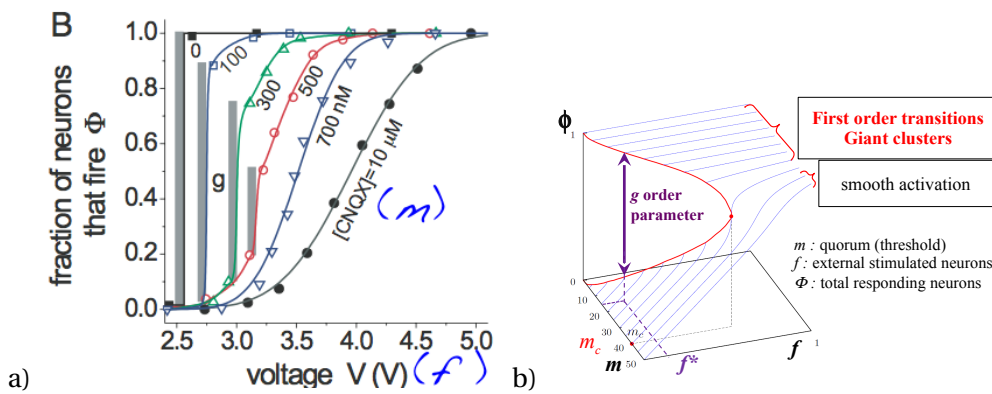 B
fraction of neurons
that fire Φ
1.0
0.8
0.6
0.4
0.2
0.0
0
100
300
500
700 nM
[CNQX]=10 µM
g
(m)
2.5 3.0 3.5 4.0 4.5 5.0
voltage V (V) (f)
a)
b)
ϕ
1
0
g order
parameter
First order transitions
Giant clusters
smooth activation
m : quorum (threshold)
f : external stimulated neurons
Φ : total responding neurons
10
20
30
40
50
m_c
m_c
m
f*
f
1